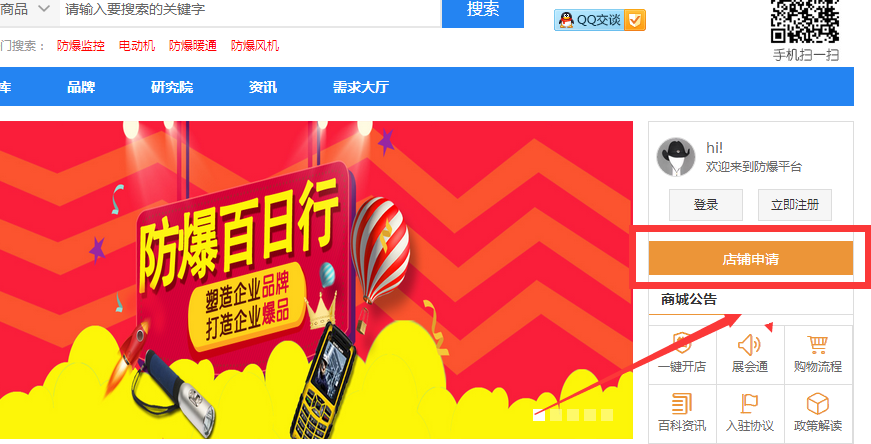 商品 请输入要搜索的关键字 搜索
QQ交谈
手机扫一扫
门搜索： 防爆监控 电动机 防爆暖通 防爆风机
库 品牌 研究院 资讯 需求大厅
防爆百日行
塑造企业品牌
打造企业爆品
hi!
欢迎来到防爆平台
登录 立即注册
店铺申请
商城公告
一键开店 展会通 购物流程
百科资讯 入驻协议 政策解读